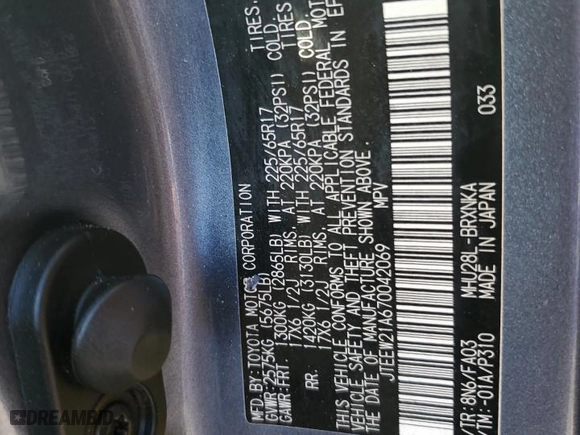 MFD.BY:TOYOTA MOTOR CORPORATION
GVWR:2575KG(5675LB)
GAWR-FRT. 1300KG (2865LB) WITH 225/65R17 TIRES.
17X6 1/2J RIMS. AT 220KPA (32PSI) COLD.
RR. 1420KG (3130LB) WITH 225/65R17 TIRES
17X6 1/2J RIMS. AT 220KPA (32PSI) COLD.
THIS VEHICLE CONFORMS TO ALL APPLICABLE FEDERAL MOT
VEHICLE SAFETY AND THEFT PREVENTION STANDARDS IN EF
THE DATE OF MANUFACTURE SHOWN ABOVE.
JTEEW21A670042069 MPV
033
/TR:8N6/FA03 MHU28L-BRXNKA
/TM:-01A/P310 MADE IN JAPAN
RIDESAFELY